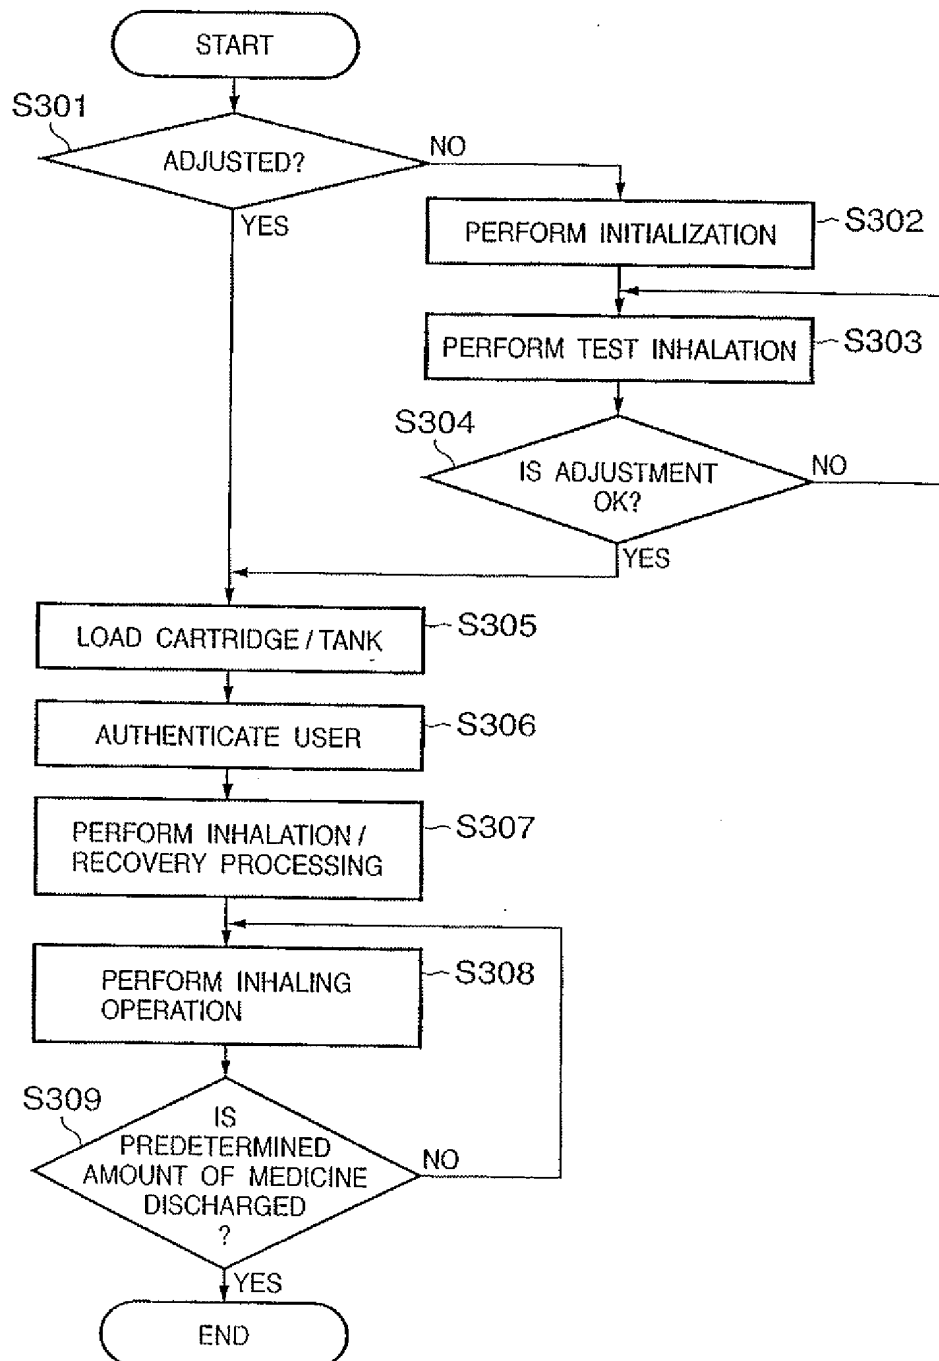 START
S301
ADJUSTED?
NO
YES
PERFORM INITIALIZATION
S302
PERFORM TEST INHALATION
S303
S304
IS ADJUSTMENT
OK?
NO
YES
LOAD CARTRIDGE / TANK
S305
AUTHENTICATE USER
S306
PERFORM INHALATION /
RECOVERY PROCESSING
S307
PERFORM INHALING
OPERATION
S308
S309
IS
PREDETERMINED
AMOUNT OF MEDICINE
DISCHARGED
?
NO
YES
END